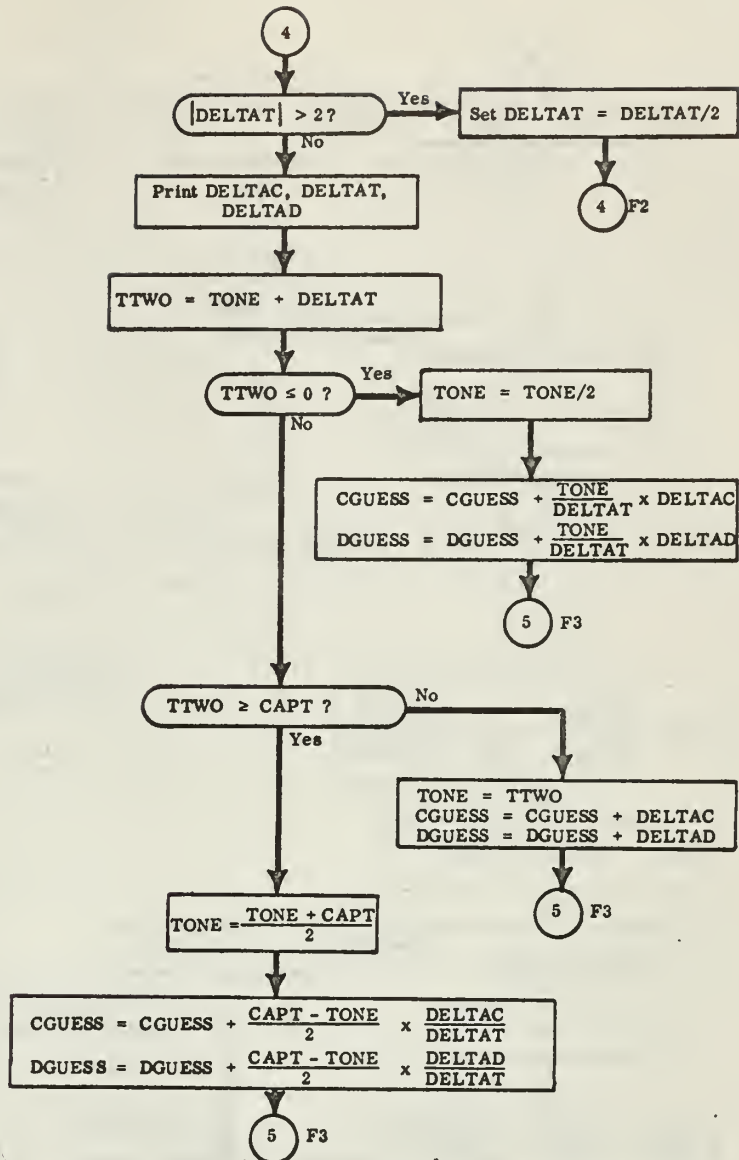 4
|DELTAT| > 2?
Yes
Set DELTAT = DELTAT/2
4 F2
No
Print DELTAC, DELTAT,
DELTAD
TTWO = TONE + DELTAT
TTWO ≤ 0 ?
Yes
TONE = TONE/2
No
CGUESS = CGUESS + TONE/DELTAT x DELTAC
DGUESS = DGUESS + TONE/DELTAT x DELTAD
5 F3
TTWO ≥ CAPT ?
No
Yes
TONE = TTWO
CGUESS = CGUESS + DELTAC
DGUESS = DGUESS + DELTAD
5 F3
TONE = TONE + CAPT/2
CGUESS = CGUESS + CAPT - TONE/2 x DELTAC/DELTAT
DGUESS = DGUESS + CAPT - TONE/2 x DELTAD/DELTAT
5 F3